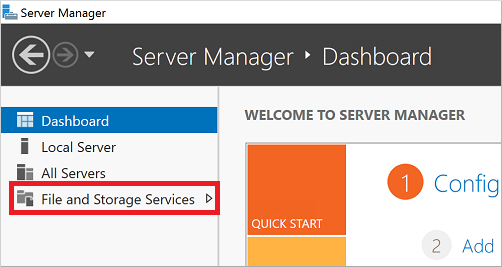 Server Manager
Server Manager • Dashboard
Dashboard
Local Server
All Servers
File and Storage Services
WELCOME TO SERVER MANAGER
QUICK START
1 Config
2 Add